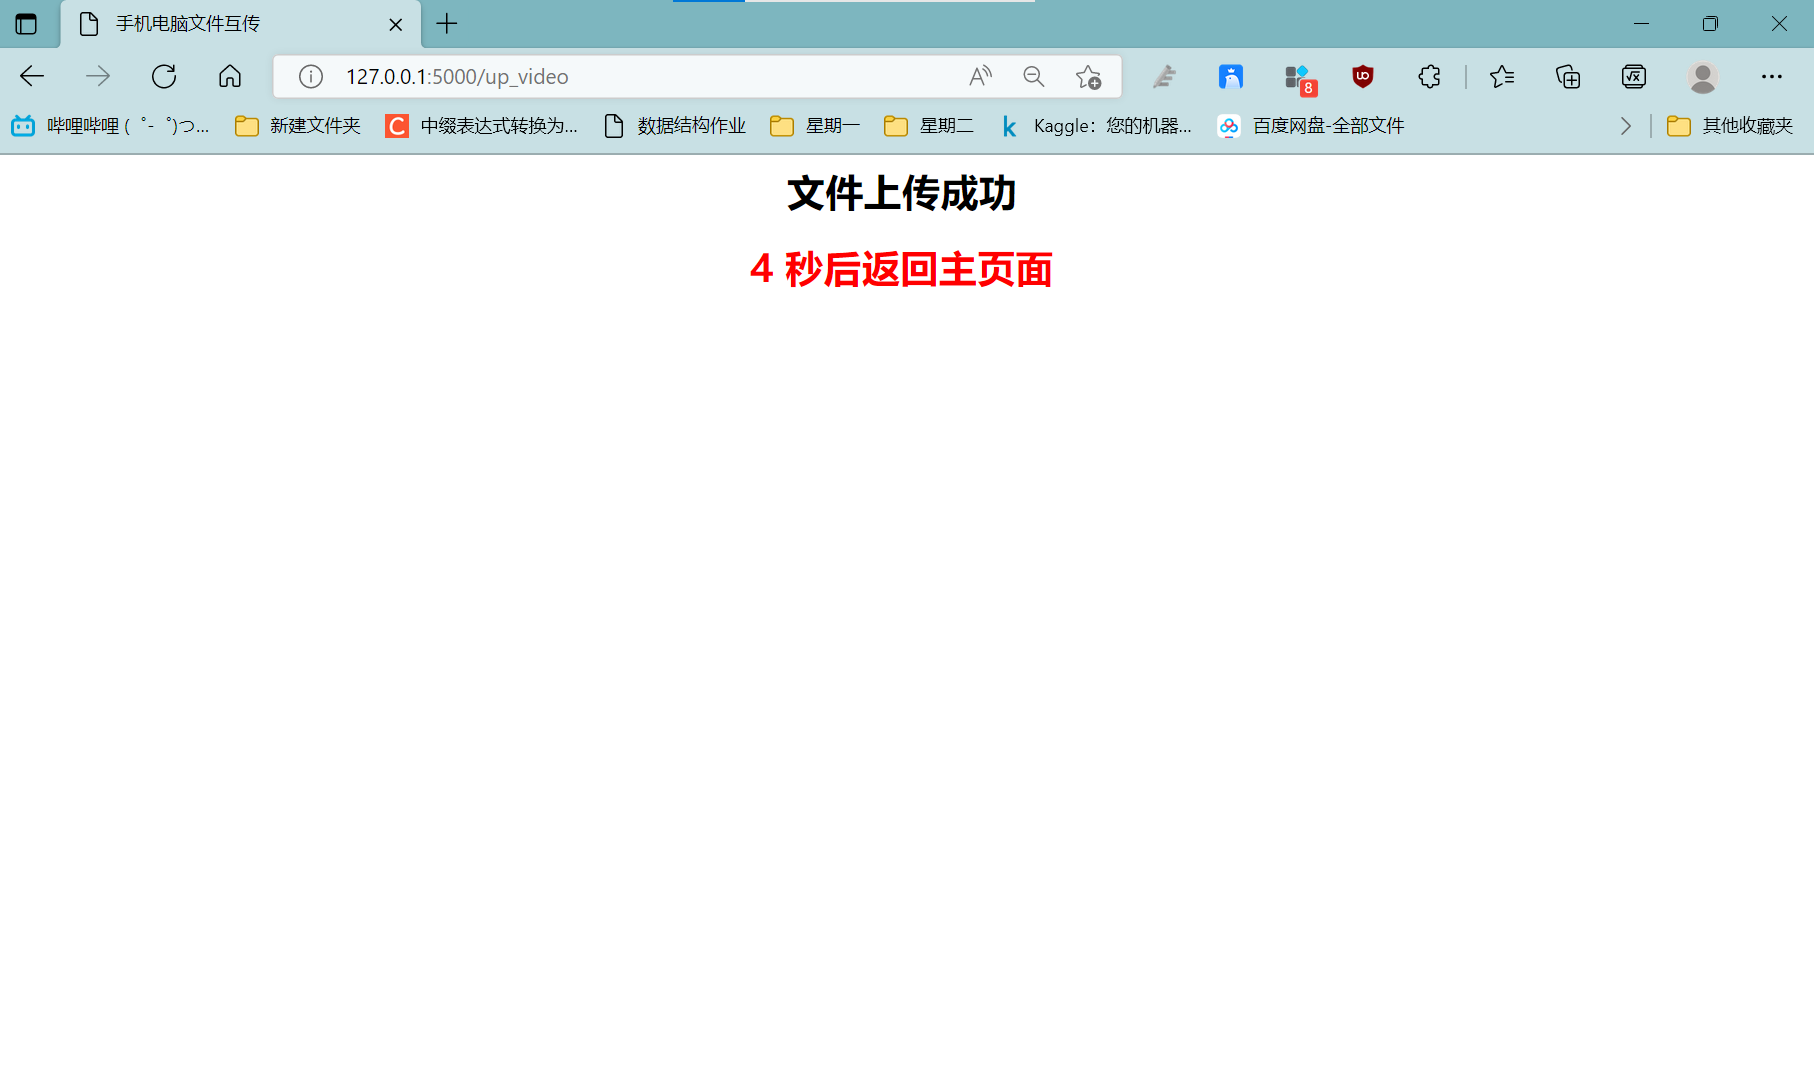 手机电脑文件互传
127.0.0.1:5000/up_video
8
哔哩哔哩 (゜-゜)つ... 新建文件夹 中缀表达式转换为... 数据结构作业 星期一 星期二 Kaggle：您的机器... 百度网盘-全部文件 其他收藏夹
文件上传成功
4 秒后返回主页面